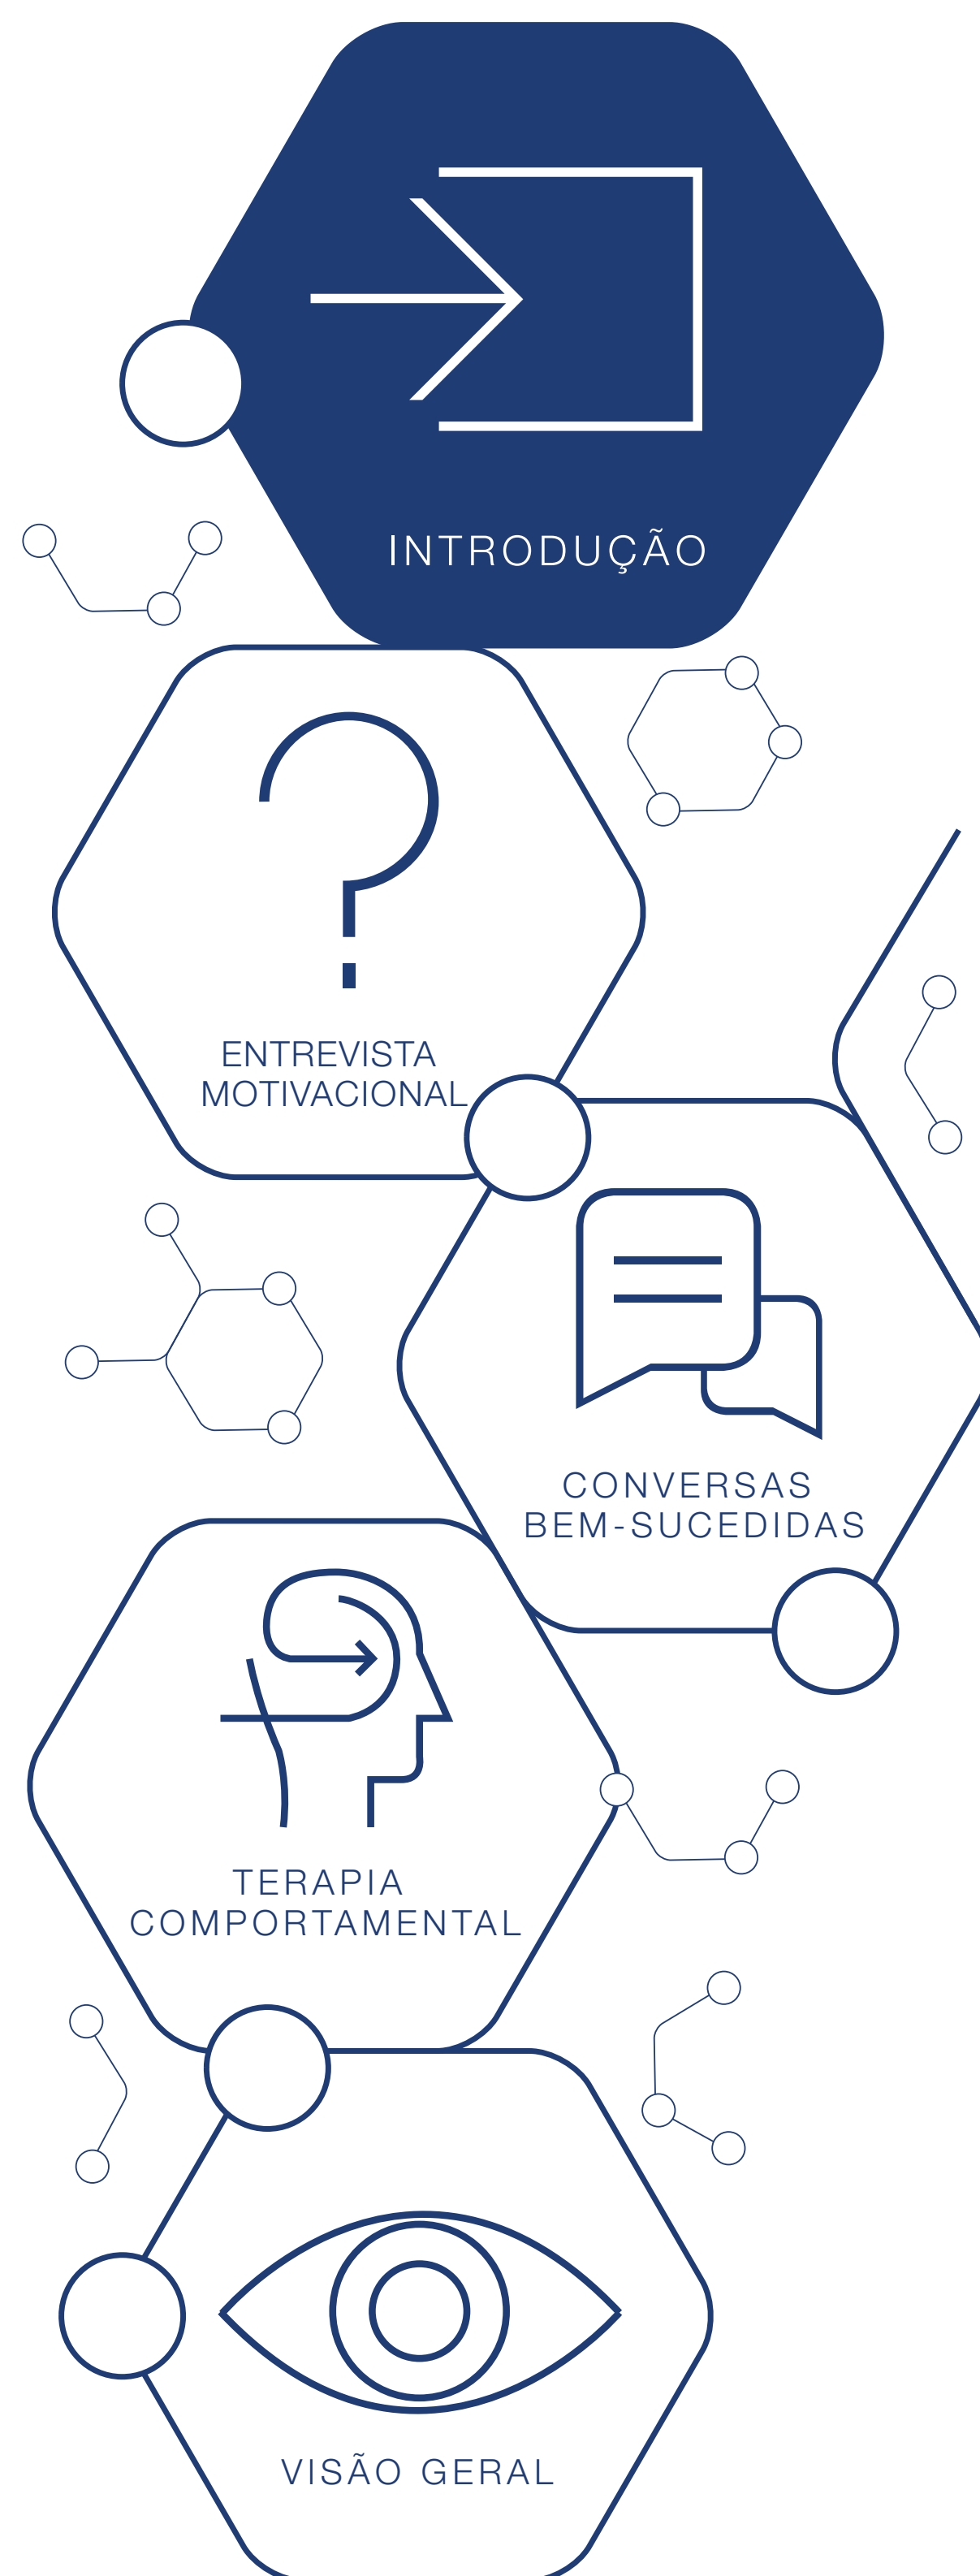 INTRODUÇÃO
ENTREVISTA
MOTIVACIONAL
CONVERSAS
BEM-SUCEDIDAS
TERAPIA
COMPORTAMENTAL
VISÃO GERAL